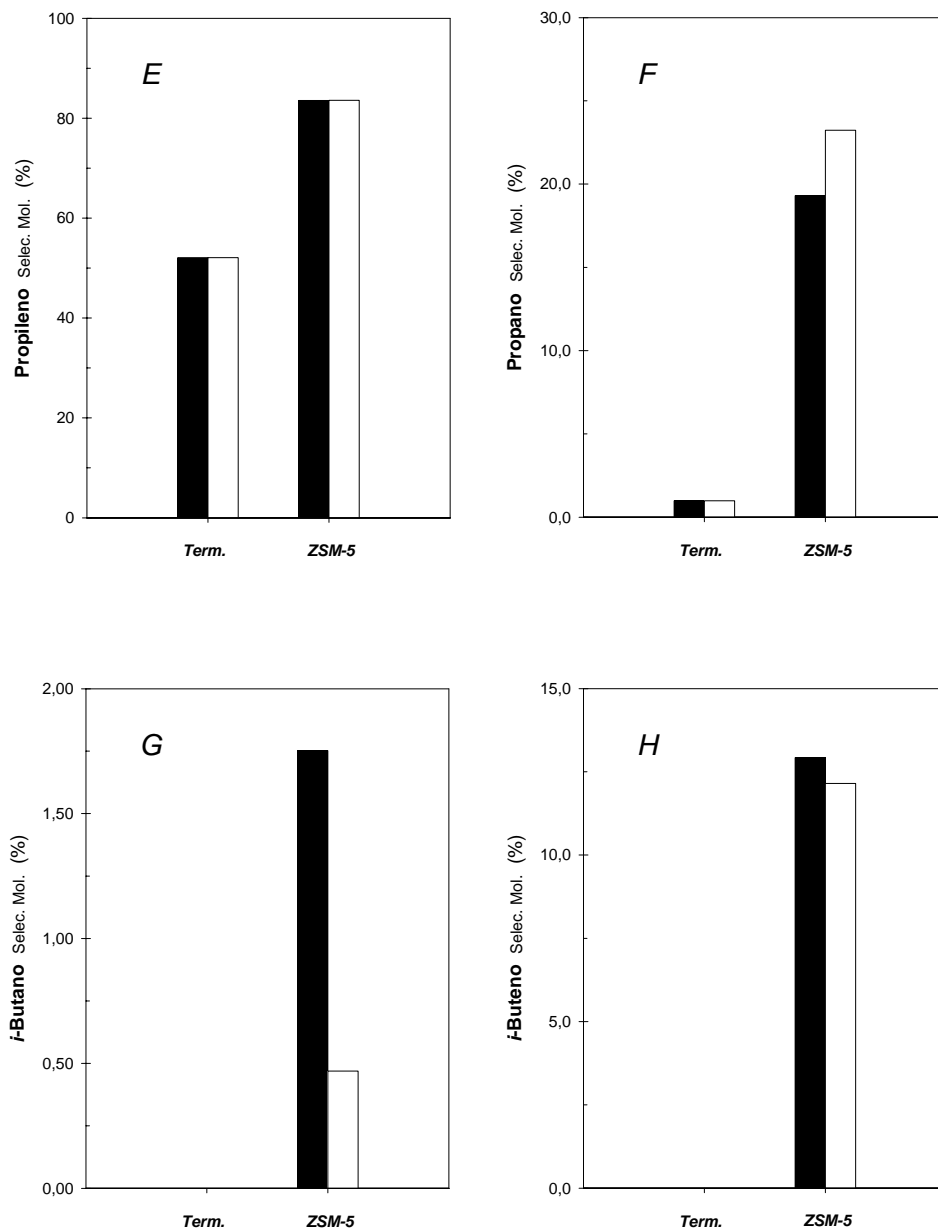 Propileno Selec. Mol. (%)
100
80
60
40
20
0
E
Term. ZSM-5
Propano Selec. Mol. (%)
30,0
20,0
10,0
0,0
F
Term. ZSM-5
i-Butano Selec. Mol. (%)
2,00
1,50
1,00
0,50
0,00
G
Term. ZSM-5
i-Buteno Selec. Mol. (%)
15,0
10,0
5,0
0,0
H
Term. ZSM-5